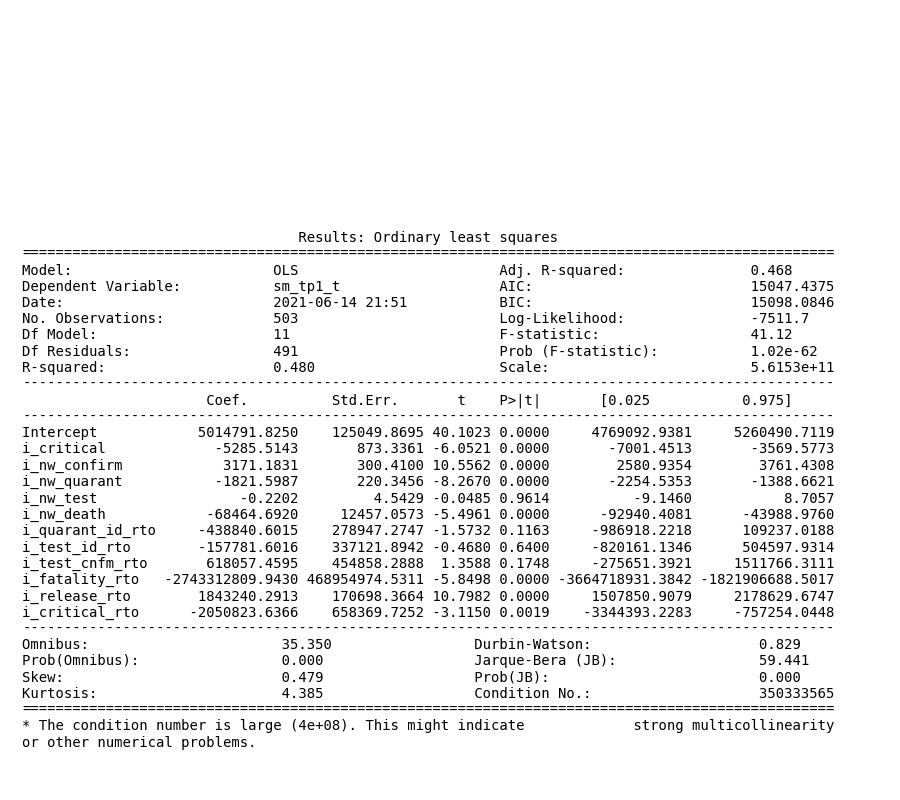 Results: Ordinary least squares
==================================================================================================
Model: OLS Adj. R-squared: 0.468
Dependent Variable: sm_tp1_t AIC: 15047.4375
Date: 2021-06-14 21:51 BIC: 15098.0846
No. Observations: 503 Log-Likelihood: -7511.7
Df Model: 11 F-statistic: 41.12
Df Residuals: 491 Prob (F-statistic): 1.02e-62
R-squared: 0.480 Scale: 5.6153e+11
--------------------------------------------------------------------------------------------------
Coef. Std.Err. t P>|t| [0.025 0.975]
--------------------------------------------------------------------------------------------------
Intercept 5014791.8250 125049.8695 40.1023 0.0000 4769092.9381 5260490.7119
i_critical -5285.5143 873.3361 -6.0521 0.0000 -7001.4513 -3569.5773
i_nw_confirm 3171.1831 300.4100 10.5562 0.0000 2580.9354 3761.4308
i_nw_quarant -1821.5987 220.3456 -8.2670 0.0000 -2254.5353 -1388.6621
i_nw_test -0.2202 4.5429 -0.0485 0.9614 -9.1460 8.7057
i_nw_death -68464.6920 12457.0573 -5.4961 0.0000 -92940.4081 -43988.9760
i_quarant_id_rto -438840.6015 278947.2747 -1.5732 0.1163 -986918.2218 109237.0188
i_test_id_rto -157781.6016 337121.8942 -0.4680 0.6400 -820161.1346 504597.9314
i_test_cnfm_rto 618057.4595 454858.2888 1.3588 0.1748 -275651.3921 1511766.3111
i_fatality_rto -2743312809.9430 468954974.5311 -5.8498 0.0000 -3664718931.3842 -1821906688.5017
i_release_rto 1843240.2913 170698.3664 10.7982 0.0000 1507850.9079 2178629.6747
i_critical_rto -2050823.6366 658369.7252 -3.1150 0.0019 -3344393.2283 -757254.0448
--------------------------------------------------------------------------------------------------
Omnibus: 35.350 Durbin-Watson: 0.829
Prob(Omnibus): 0.000 Jarque-Bera (JB): 59.441
Skew: 0.479 Prob(JB): 0.000
Kurtosis: 4.385 Condition No.: 350333565
==================================================================================================
* The condition number is large (4e+08). This might indicate strong multicollinearity
or other numerical problems.